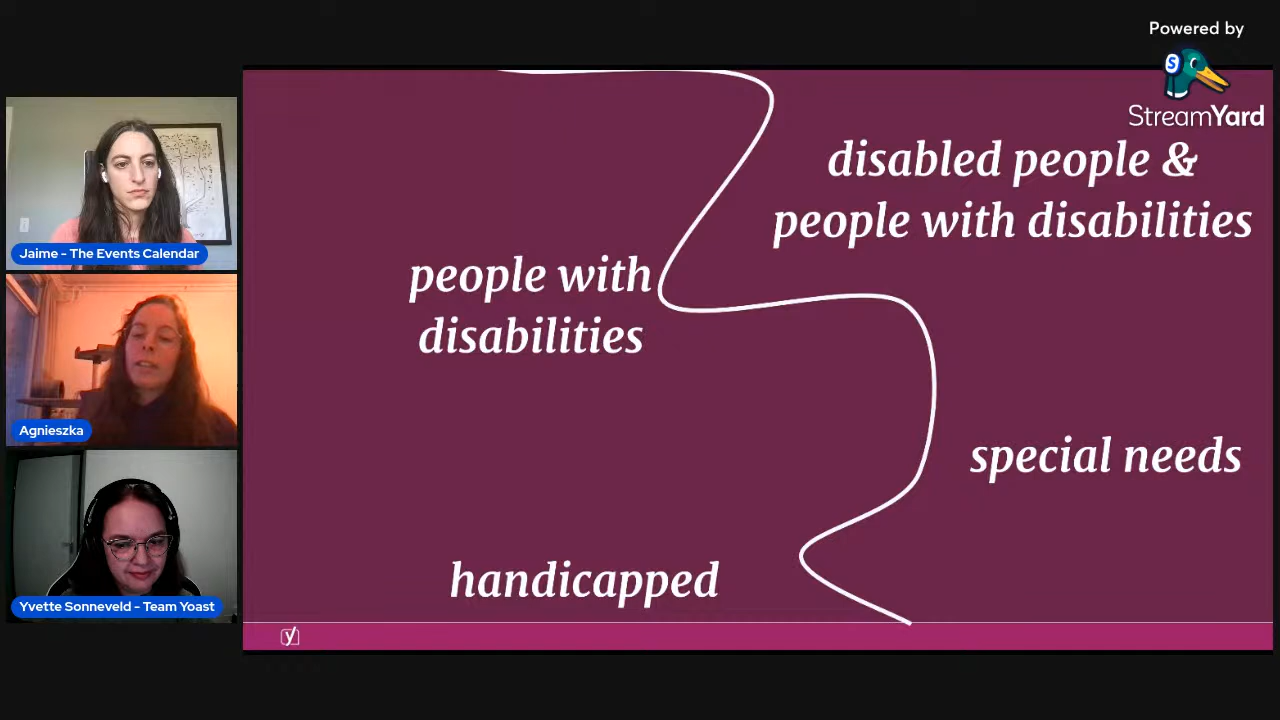 Powered by
StreamYard
Jaime - The Events Calendar
Agnieszka
Yvette Sonneveld - Team Yoast
disabled people &
people with disabilities
people with
disabilities
special needs
handicapped
y